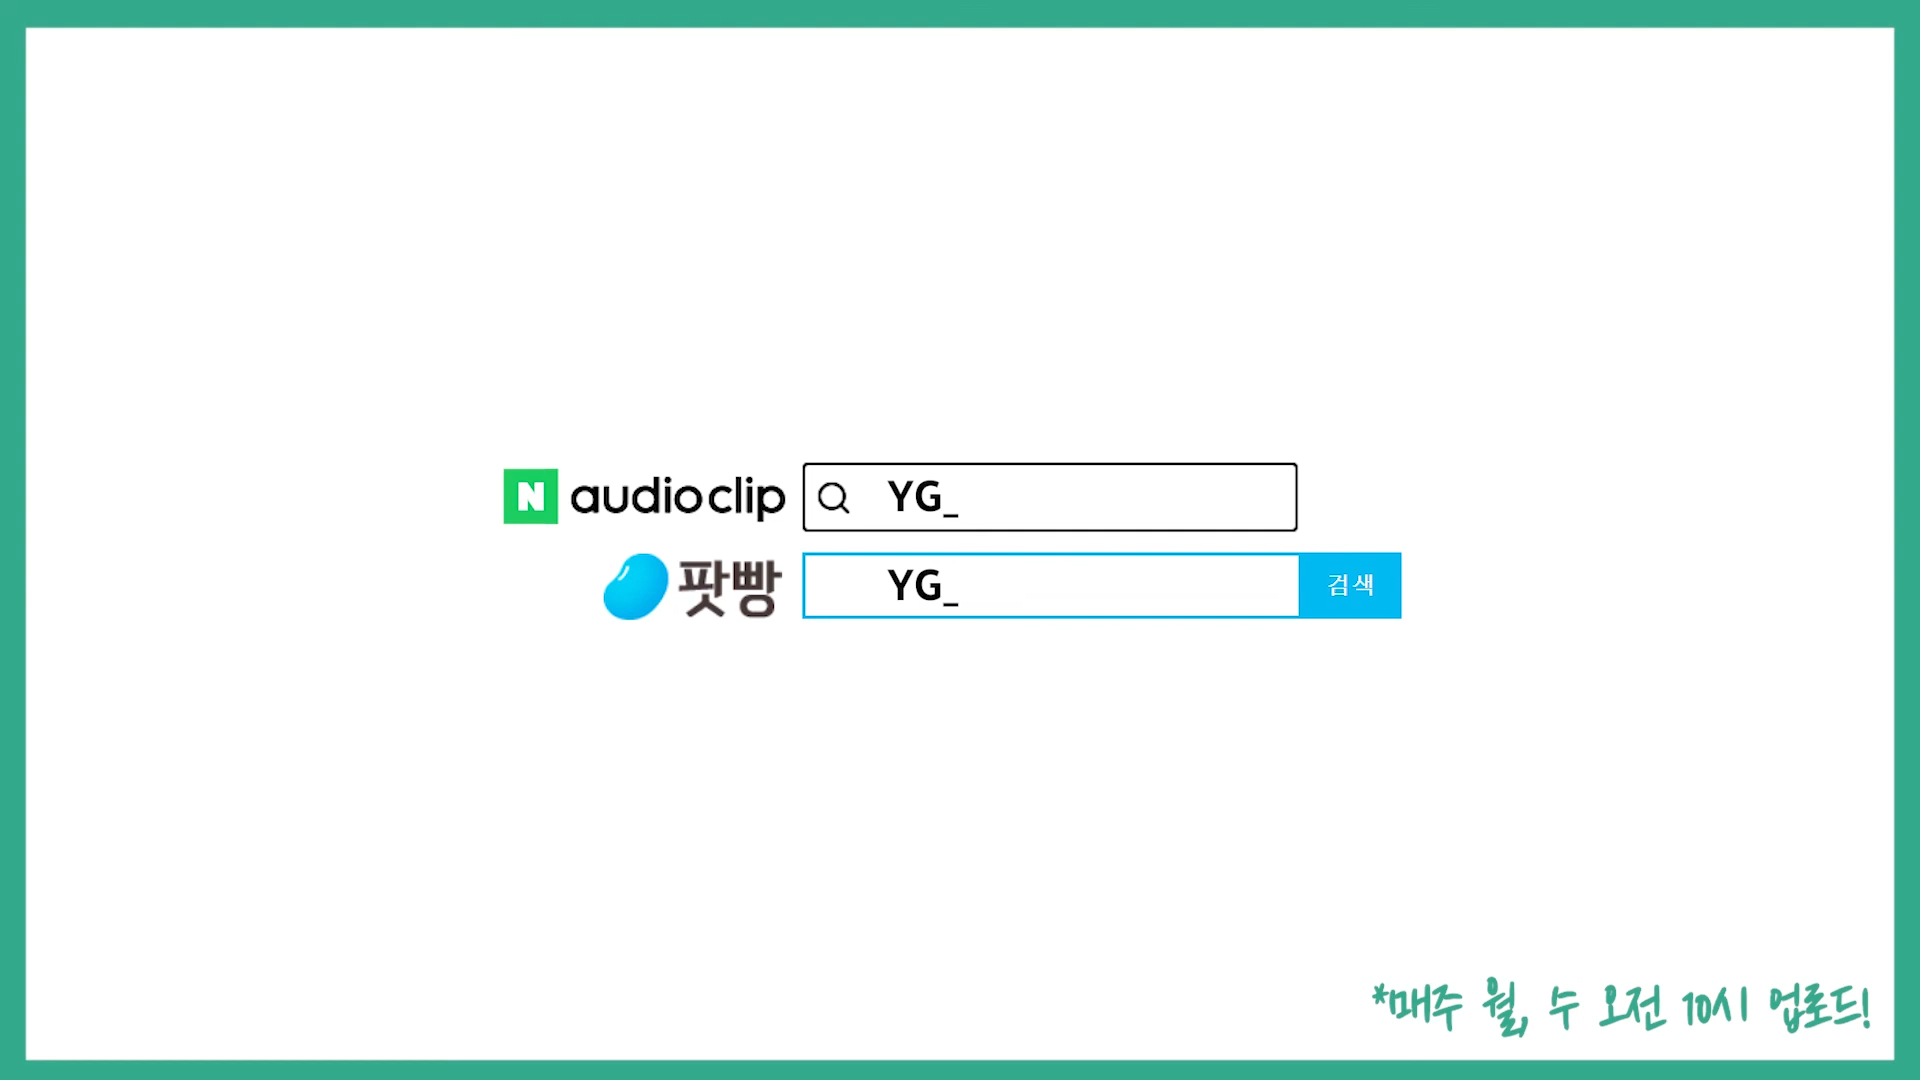 N audioclip YG_
팟빵 YG_ 검색
*매주 월, 수 오전 10시 업로드!